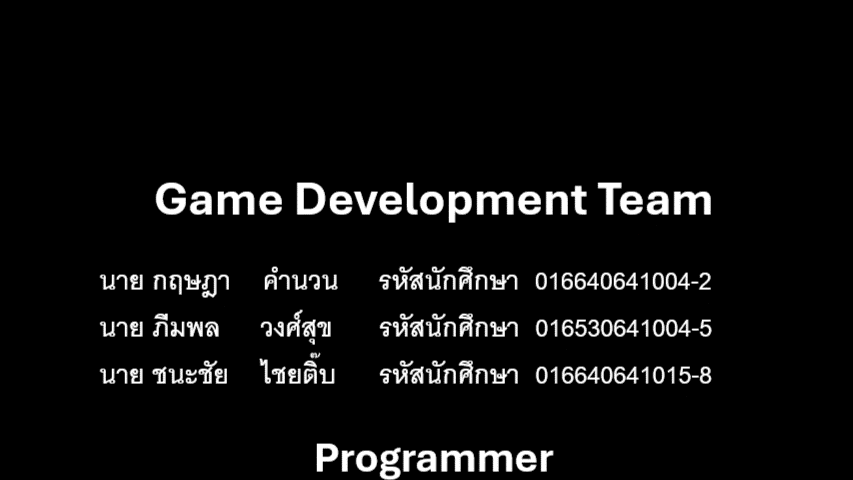 Game Development Team
นาย กฤษฎา คำนวน รหัสนักศึกษา 016640641004-2
นาย ภีมพล วงศ์สุข รหัสนักศึกษา 016530641004-5
นาย ชนะชัย ไชยติ๊บ รหัสนักศึกษา 016640641015-8
Programmer